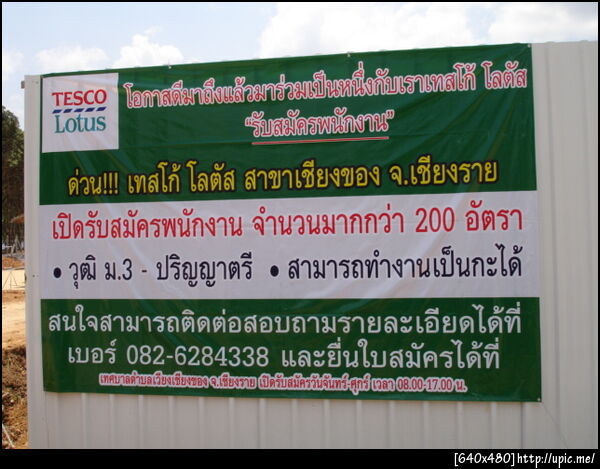 TESCO
Lotus
โอกาสดีมาถึงแล้วมาร่วมเป็นหนึ่งกับเราเทสโก้ โลตัส
"รับสมัครพนักงาน"
ด่วน!!! เทสโก้ โลตัส สาขาเชียงของ จ.เชียงราย
เปิดรับสมัครพนักงาน จำนวนมากกว่า 200 อัตรา
• วุฒิ ม.3 - ปริญญาตรี • สามารถทำงานเป็นกะได้
สนใจสามารถติดต่อสอบถามรายละเอียดได้ที่
เบอร์ 082-6284338 และยื่นใบสมัครได้ที่
เทศบาลตำบลเวียงเชียงของ จ.เชียงราย เปิดรับสมัครวันจันทร์-ศุกร์ เวลา 08.00-17.00 น.
[640x480]http://upic.me/